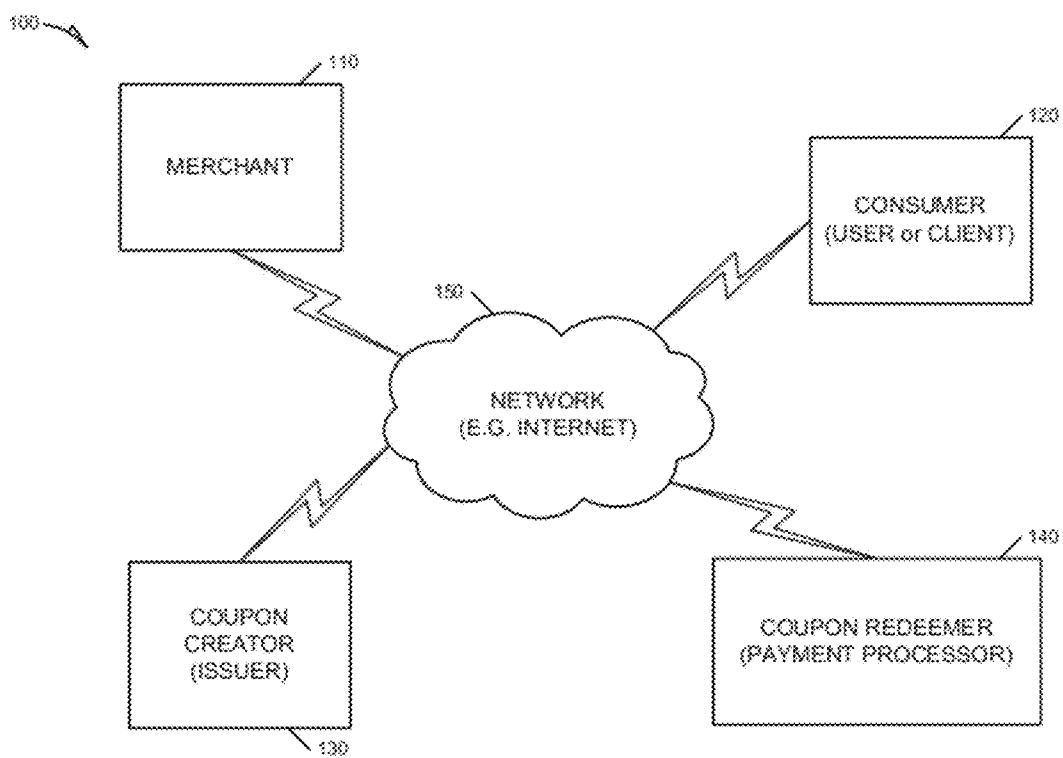 100
110
MERCHANT
120
CONSUMER
(USER or CLIENT)
150
NETWORK
(E.G. INTERNET)
COUPON
CREATOR
(ISSUER)
130
140
COUPON REDEEMER
(PAYMENT PROCESSOR)